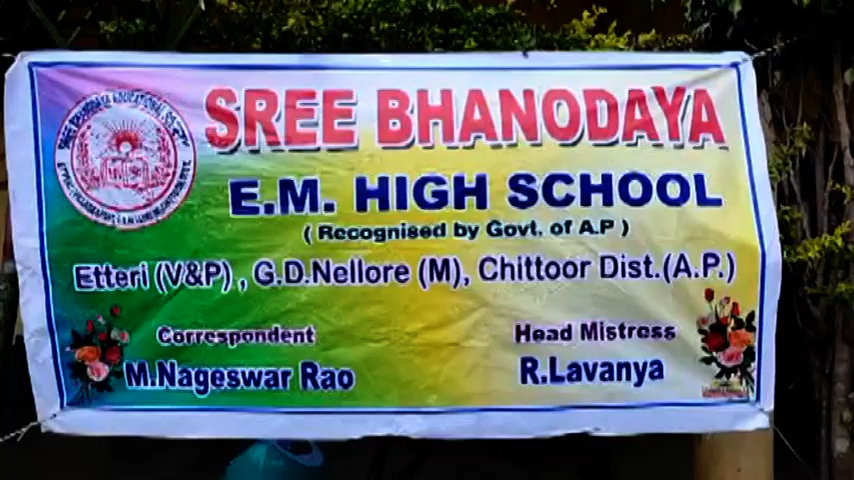 SREE BHANODAYA
E.M. HIGH SCHOOL
( Recognised by Govt. of A.P )
Etteri (V&P) , G.D.Nellore (M), Chittoor Dist.(A.P.)
Correspondent
M.Nageswar Rao
Head Mistress
R.Lavanya